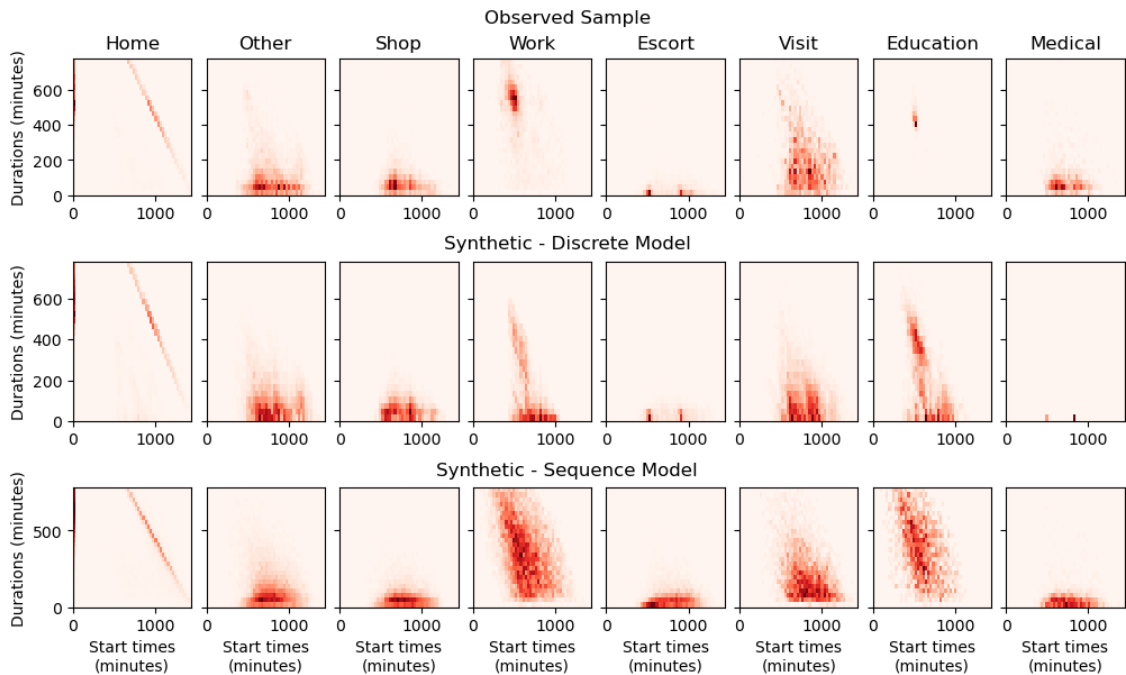 Observed Sample
Home Other Shop Work Escort Visit Education Medical
Durations (minutes)
600
400
200
0
0 1000 0 1000 0 1000 0 1000 0 1000 0 1000 0 1000 0 1000
Synthetic - Discrete Model
Durations (minutes)
600
400
200
0
0 1000 0 1000 0 1000 0 1000 0 1000 0 1000 0 1000 0 1000
Synthetic - Sequence Model
Durations (minutes)
500
0
0 1000 0 1000 0 1000 0 1000 0 1000 0 1000 0 1000 0 1000
Start times Start times Start times Start times Start times Start times Start times Start times
(minutes) (minutes) (minutes) (minutes) (minutes) (minutes) (minutes) (minutes)